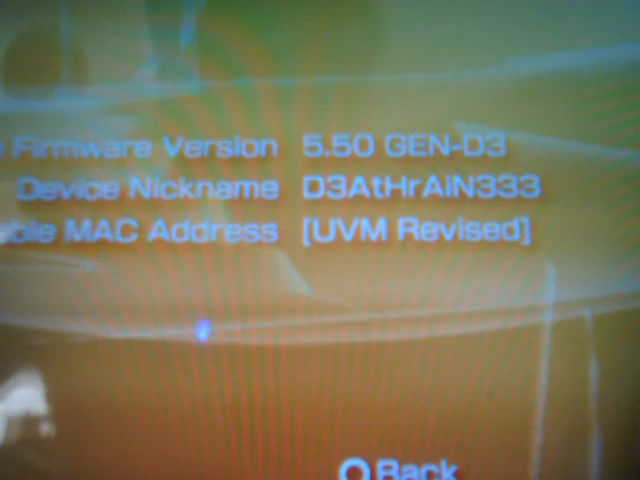 Firmware Version 5.50 GEN-D3
Device Nickname D3AtHrAiN333
MAC Address [UVM Revised]
Back